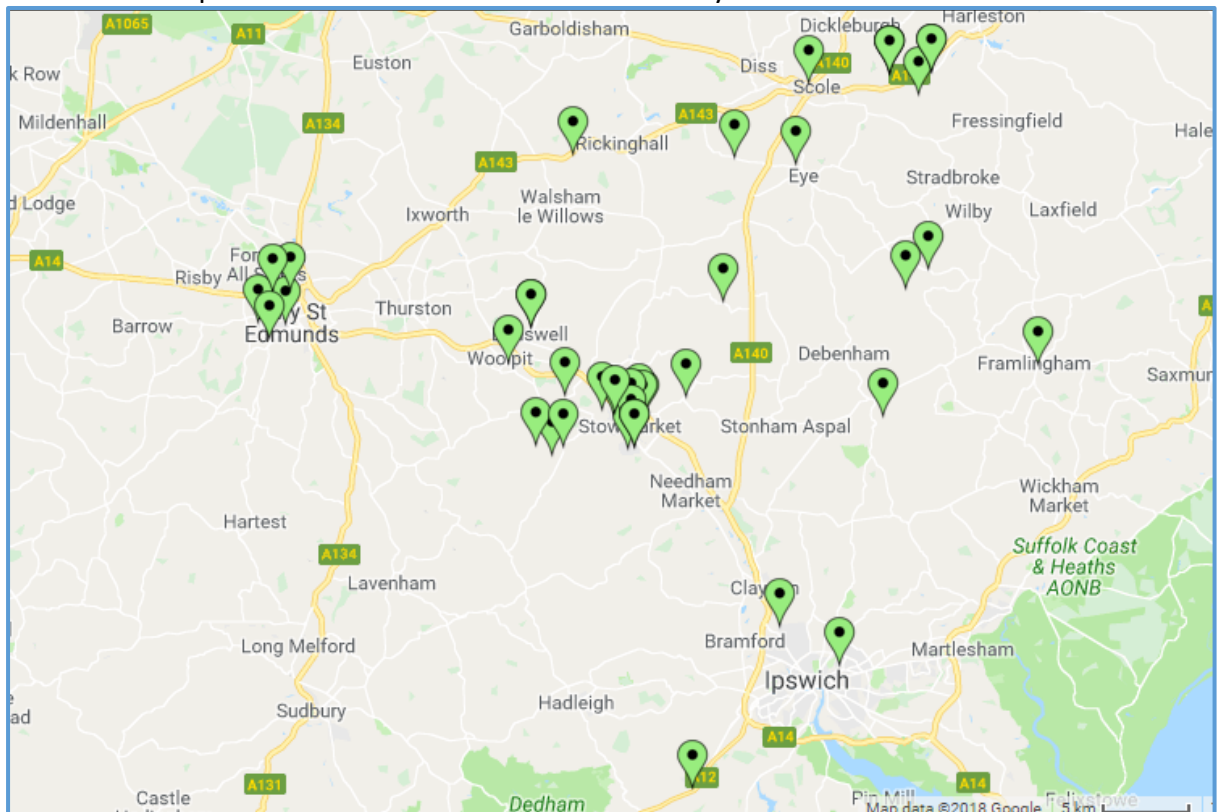 A1065
A11
Garboldisham
Dickleburgh
Harleston
k Row
Euston
Diss
A140
Scole
Mildenhall
A134
A143
Rickinghall
Fressingfield
Hale
A143
Eye
Stradbroke
d Lodge
Walsham
le Willows
Ixworth
Wilby
Laxfield
A14
Risby
Thurston
Barrow
Edmunds
Woolpit
A140
Debenham
Framlingham
Saxmur
Stonham Aspal
Needham
Market
Wickham
Market
Hartest
A134
Suffolk Coast
& Heaths
AONB
Lavenham
Long Melford
Bramford
Martlesham
Ipswich
Sudbury
Hadleigh
ad
A14
A131
A14
Castle
Dedham
Map data ©2018 Google
5 km